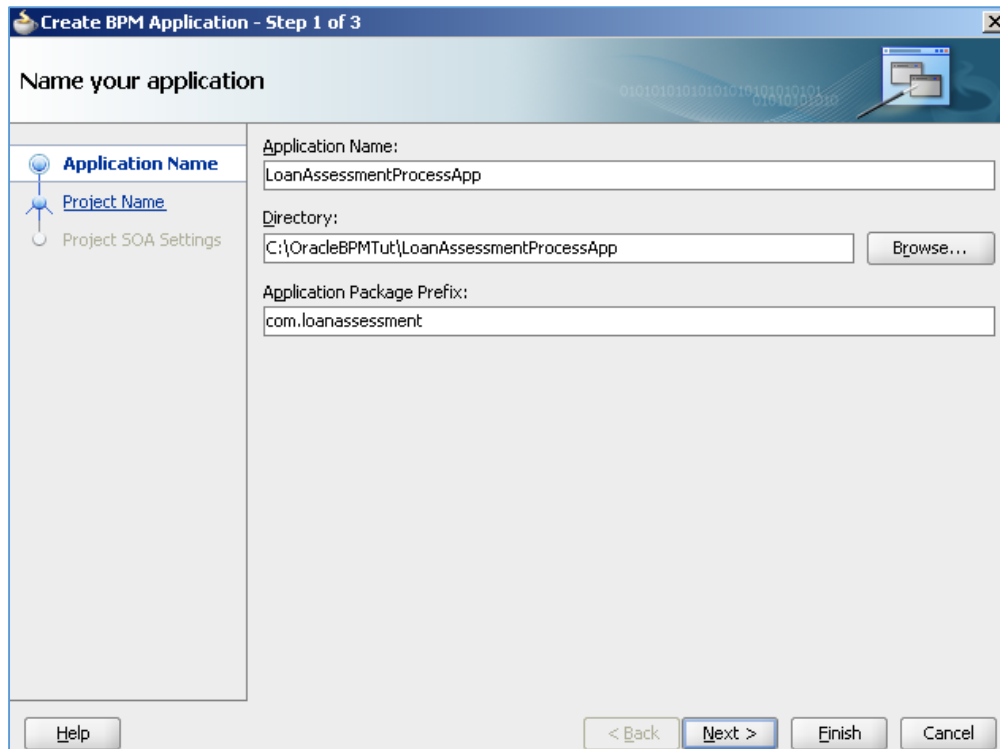 Create BPM Application - Step 1 of 3
Name your application
Application Name
Project Name
Project SOA Settings
Application Name:
LoanAssessmentProcessApp
Directory:
C:\OracleBPMTut\LoanAssessmentProcessApp
Browse...
Application Package Prefix:
com.loanassessment
Help
< Back
Next >
Finish
Cancel